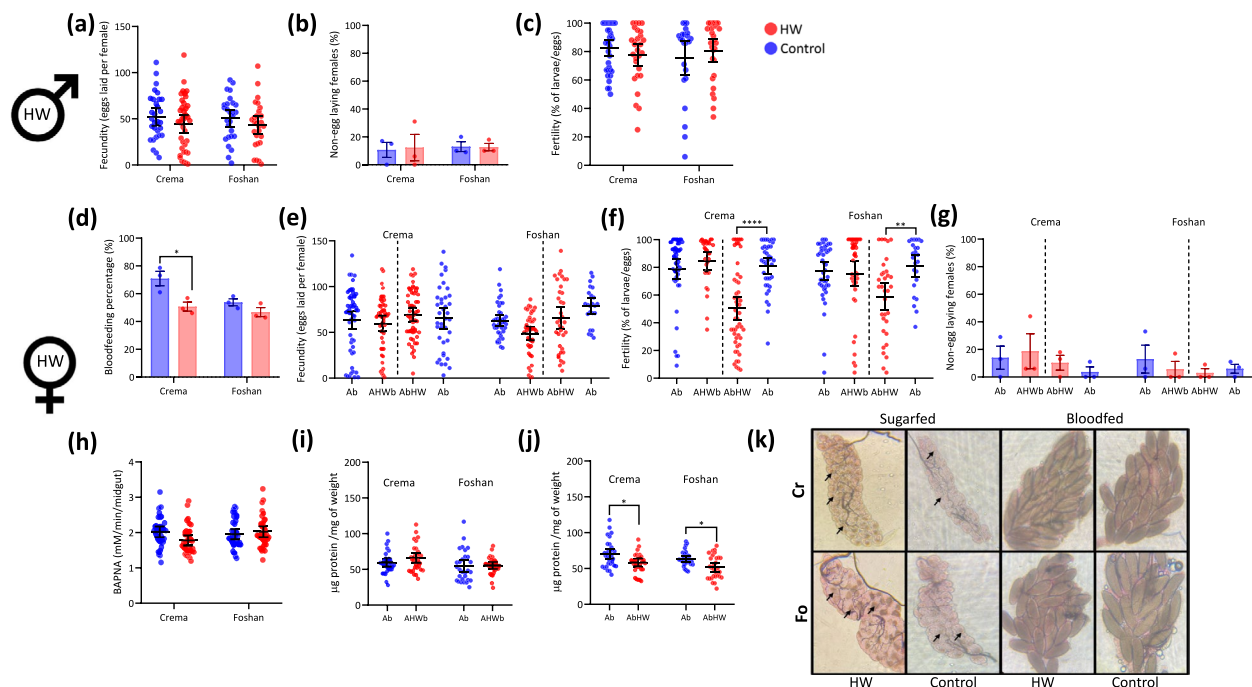 (a)
Fecundity (eggs laid per female)
150
100
50
0
Crema
Foshan
(b)
Non-egg laying females (%)
100
80
60
40
20
0
Crema
Foshan
(c)
Fertility (% of larvae/eggs)
100
80
60
40
20
0
Crema
Foshan
HW
Control
HW
(d)
Bloodfeeding percentage (%)
100
80
60
40
20
0
*
Crema
Foshan
(e)
Fecundity (eggs laid per female)
150
100
50
0
Crema
Foshan
Ab AHWb AbHW Ab Ab AHWb AbHW Ab
(f)
Fertility (% of larvae/eggs)
100
80
60
40
20
0
Crema
Foshan
****
**
Ab AHWb AbHW Ab Ab AHWb AbHW Ab
(g)
Non-egg laying females (%)
100
80
60
40
20
0
Crema
Foshan
Ab AHWb AbHW Ab Ab AHWb AbHW Ab
HW
(h)
BAPNA (mM/min/midgut)
4
3
2
1
0
Crema
Foshan
(i)
µg protein /mg of weight
200
150
100
50
0
Crema
Foshan
Ab AHWb Ab AHWb
(j)
µg protein /mg of weight
200
150
100
50
0
Crema
Foshan
*
*
Ab AbHW Ab AbHW
(k)
Sugarfed
Bloodfed
Cr
Fo
HW
Control
HW
Control